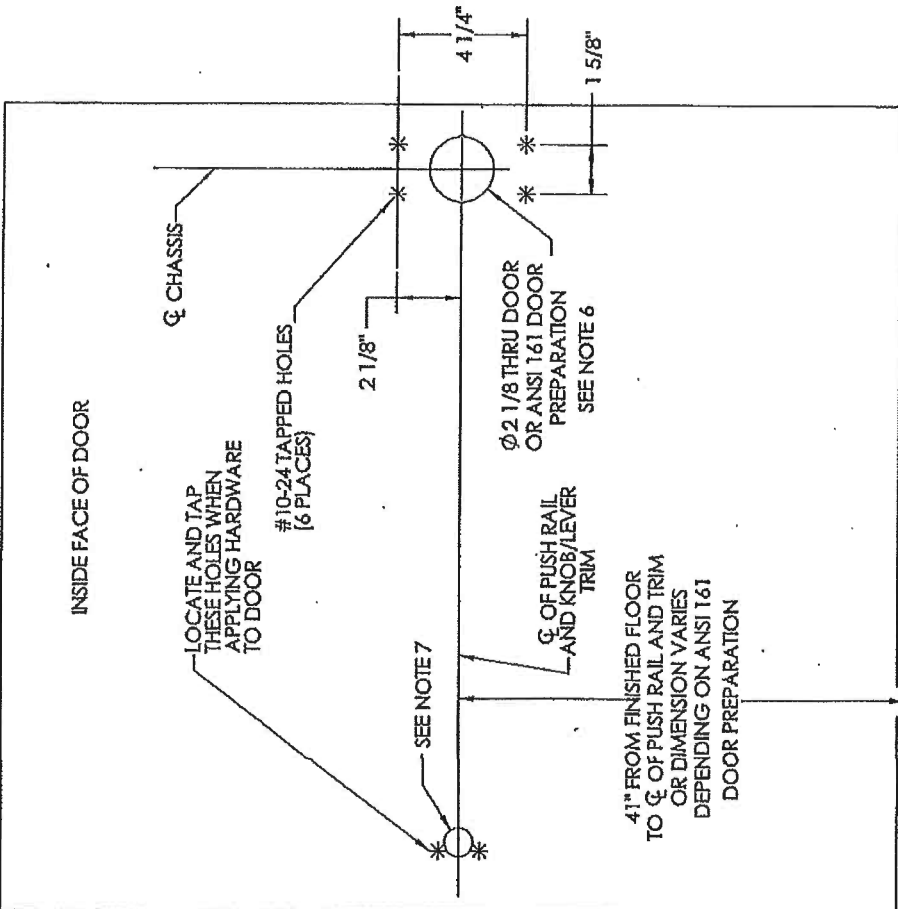 INSIDE FACE OF DOOR
℄ CHASSIS
LOCATE AND TAP
THESE HOLES WHEN
APPLYING HARDWARE
TO DOOR
#10-24 TAPPED HOLES
(6 PLACES)
4 1/4"
1 5/8"
2 1/8"
SEE NOTE 7
Ø2 1/8 THRU DOOR
OR ANSI 161 DOOR
PREPARATION
SEE NOTE 6
℄ OF PUSH RAIL
AND KNOB/LEVER
TRIM
41" FROM FINISHED FLOOR
TO ℄ OF PUSH RAIL AND TRIM
OR DIMENSION VARIES
DEPENDING ON ANSI 161
DOOR PREPARATION